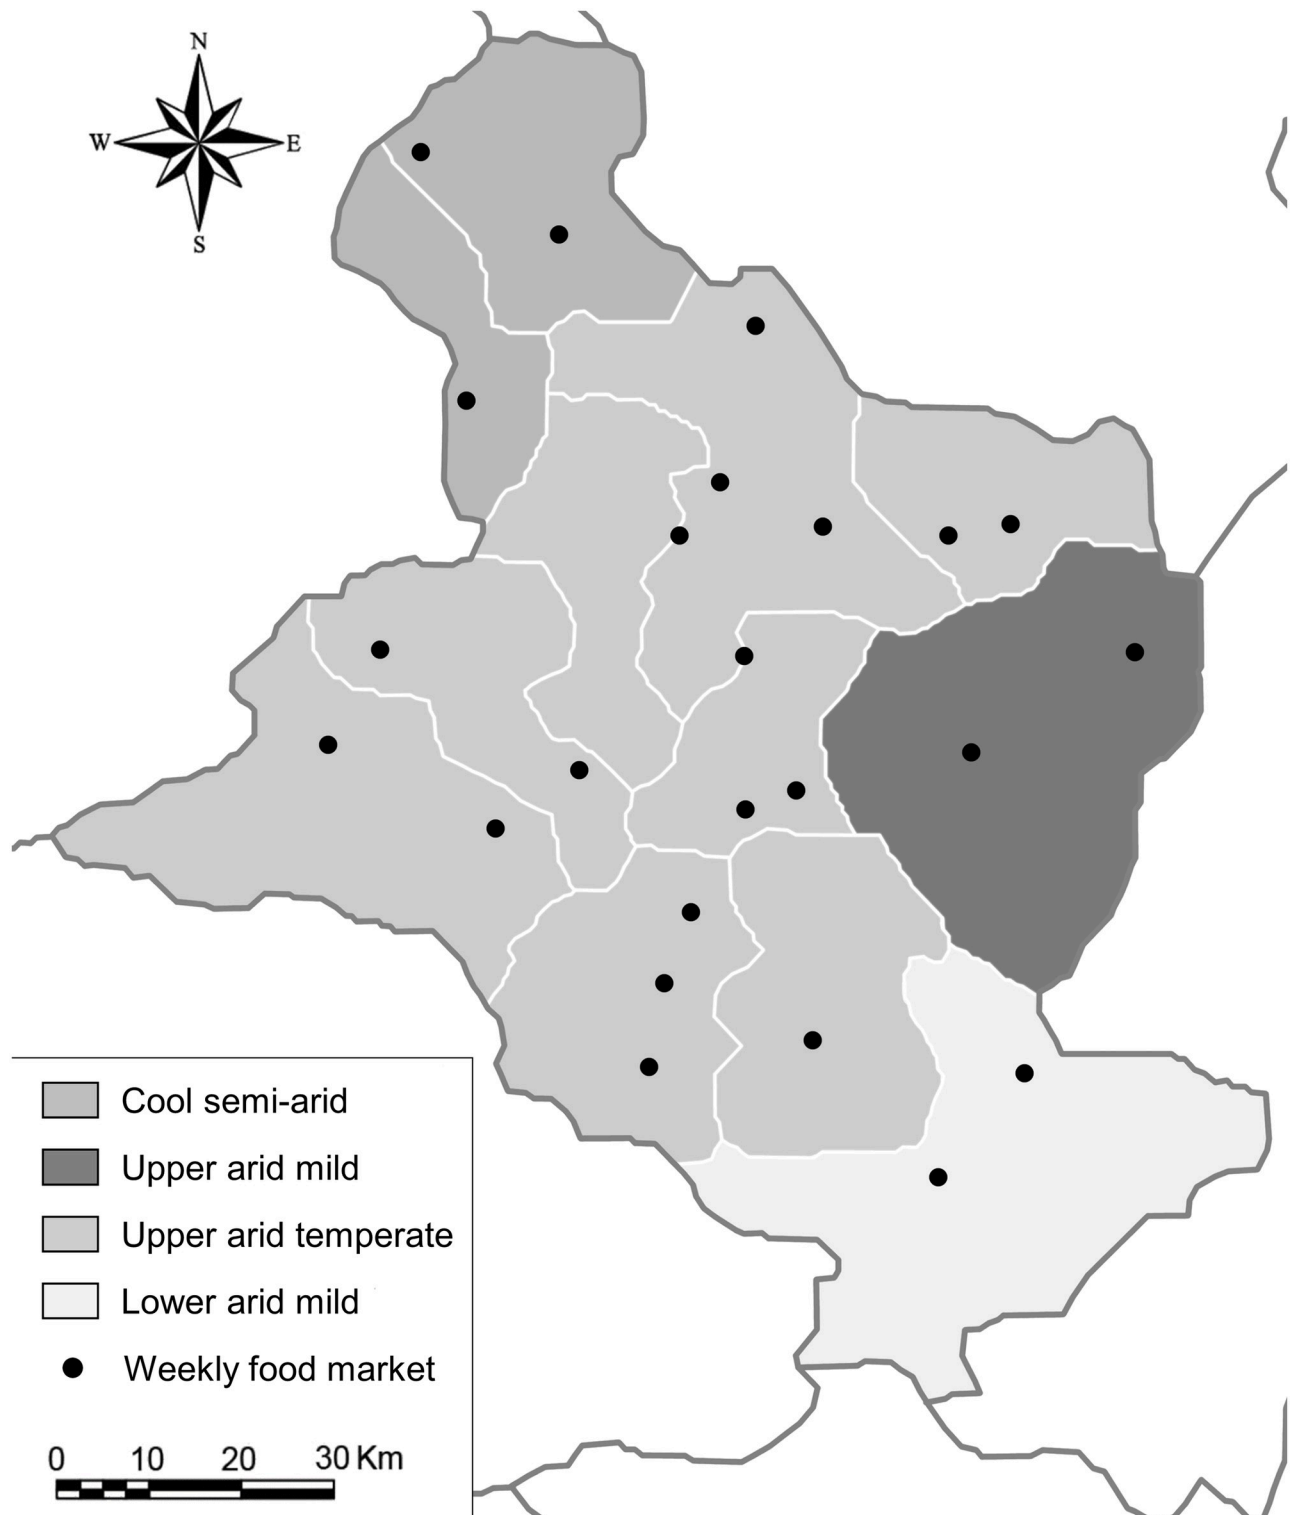 N
W E
S
Cool semi-arid
Upper arid mild
Upper arid temperate
Lower arid mild
Weekly food market
0 10 20 30 Km